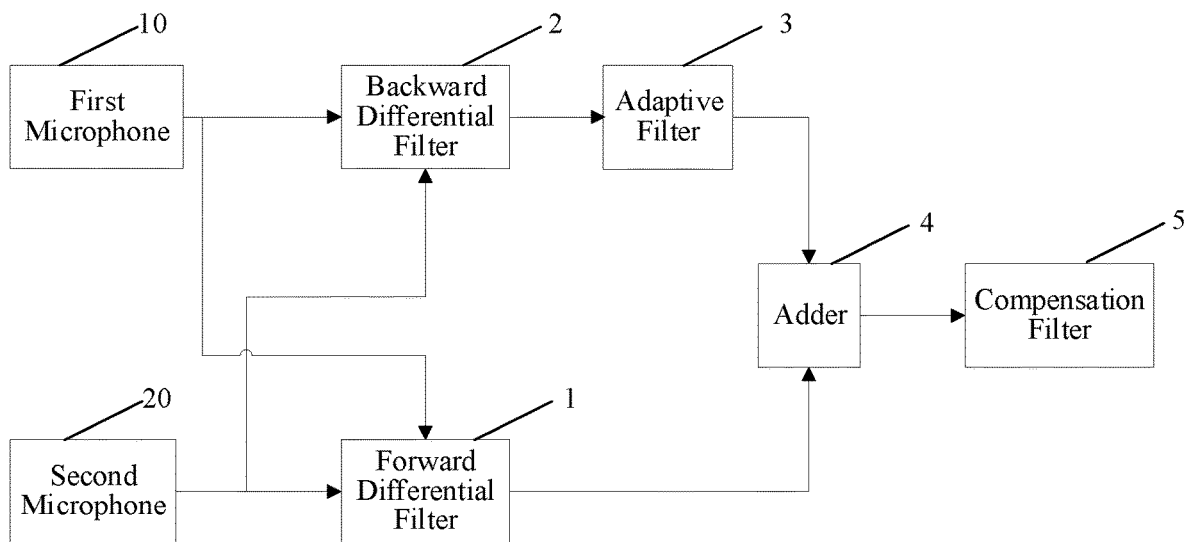 10
2
3
First
Microphone
Backward
Differential
Filter
Adaptive
Filter
4
5
Adder
Compensation
Filter
20
1
Second
Microphone
Forward
Differential
Filter